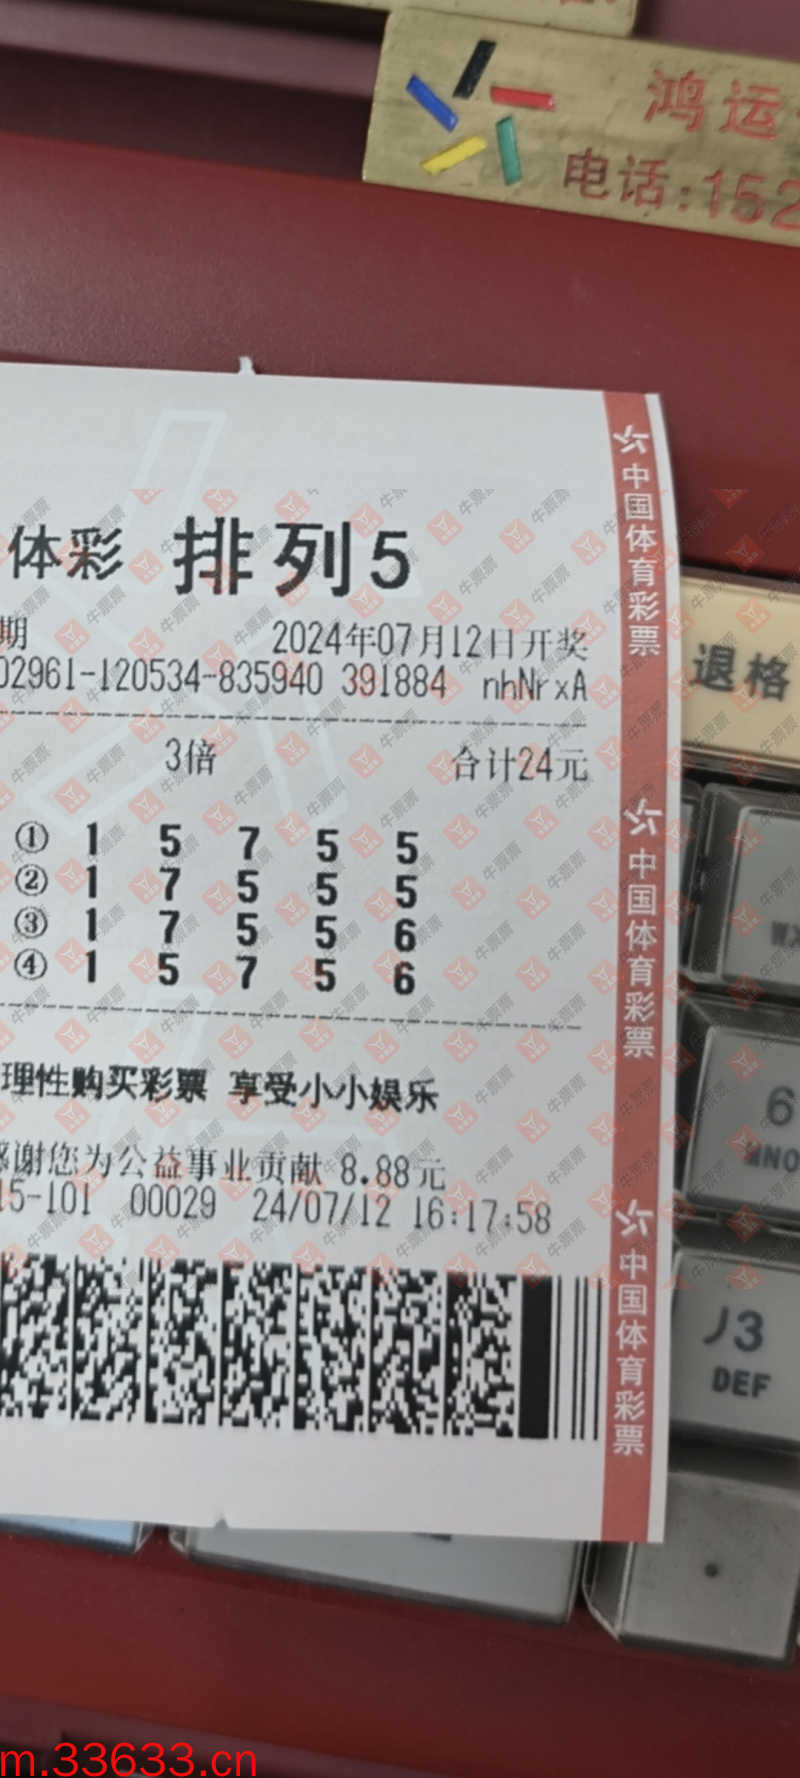 鸿运
电话:152
体彩 排列5
期 2024年07月12日开奖
02961-120534-835940 391884 nhNrxA
3倍 合计24元
① 1 5 7 5 5
② 1 7 5 5 5
③ 1 7 5 5 6
④ 1 5 7 5 6
理性购买彩票 享受小小娱乐
感谢您为公益事业贡献 8.88元
15-101 00029 24/07/12 16:17:58
中国体育彩票
中国体育彩票
中国体育彩票
退格
WX
6
MNO
3
DEF
牛票票
m.33633.cn